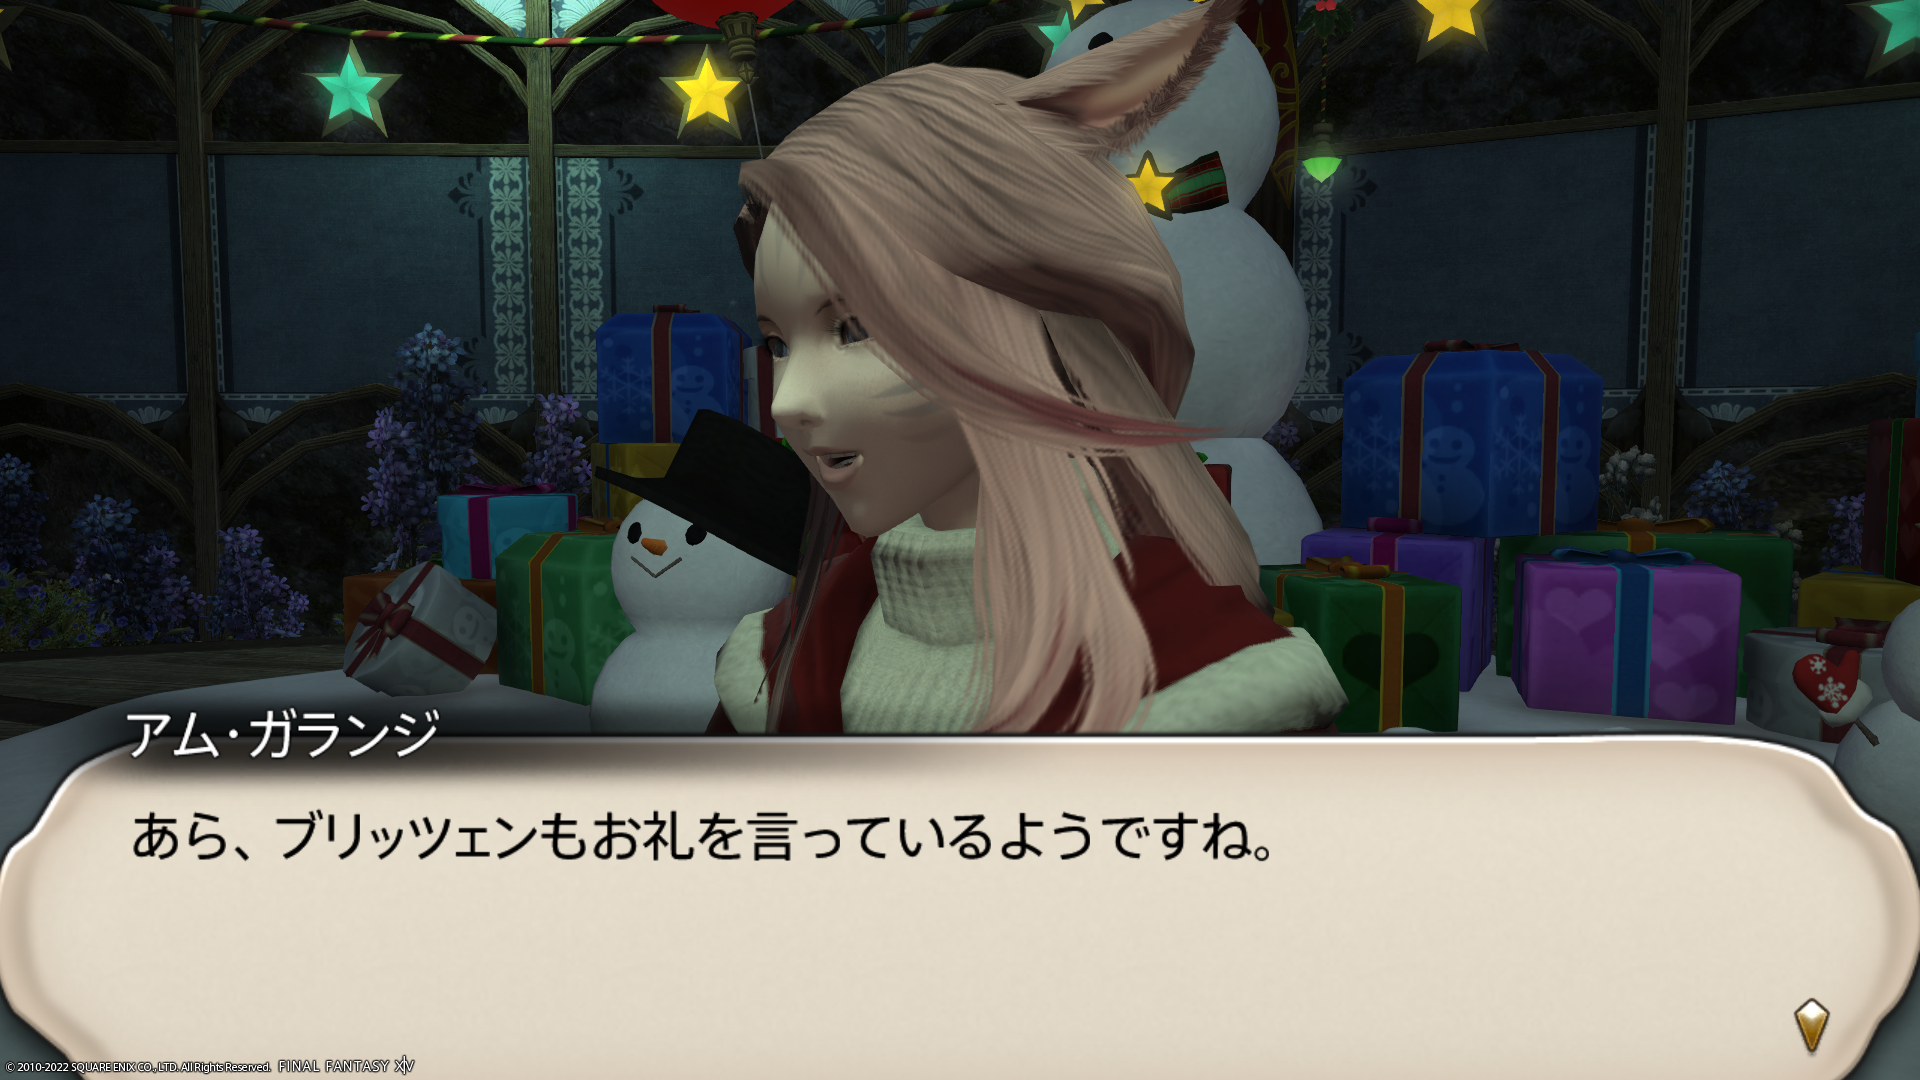 アム・ガランジ
あら、ブリッツェンもお礼を言っているようですね。
© 2010-2022 SQUARE ENIX CO., LTD. All Rights Reserved. FINAL FANTASY XIV